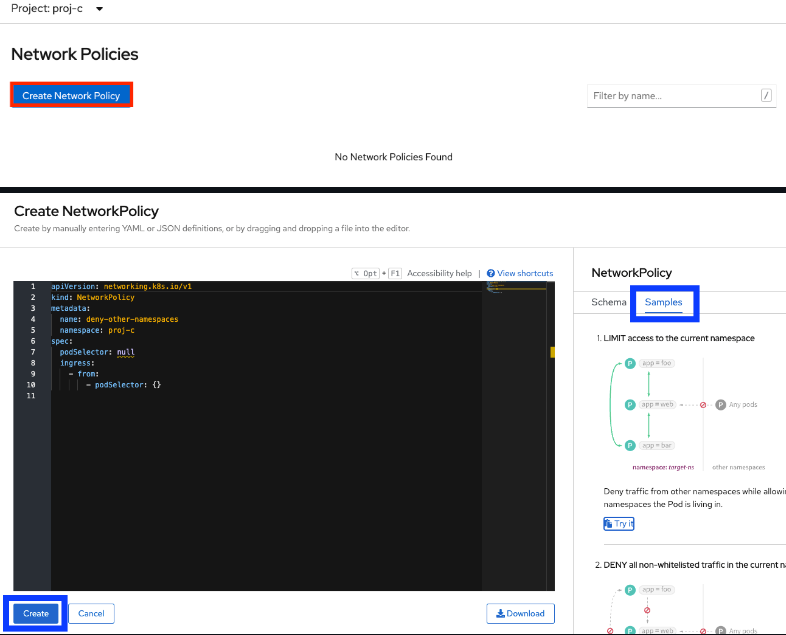 Project: proj-c
Network Policies
Create Network Policy
Filter by name...
/
No Network Policies Found
Create NetworkPolicy
Create by manually entering YAML or JSON definitions, or by dragging and dropping a file into the editor.
⌥ Opt + F1 Accessibility help | View shortcuts
1 apiVersion: networking.k8s.io/v1
2 kind: NetworkPolicy
3 metadata:
4 name: deny-other-namespaces
5 namespace: proj-c
6 spec:
7 podSelector: null
8 ingress:
9 - from:
10 - podSelector: {}
11
Create
Cancel
Download
NetworkPolicy
Schema Samples
1. LIMIT access to the current namespace
P app = foo
P app = web P Any pods
P app = bar
namespace: target-ns other namespaces
Deny traffic from other namespaces while allowin
namespaces the Pod is living in.
Try it
2. DENY all non-whitelisted traffic in the current na
P app = foo
P app = web P Any pods